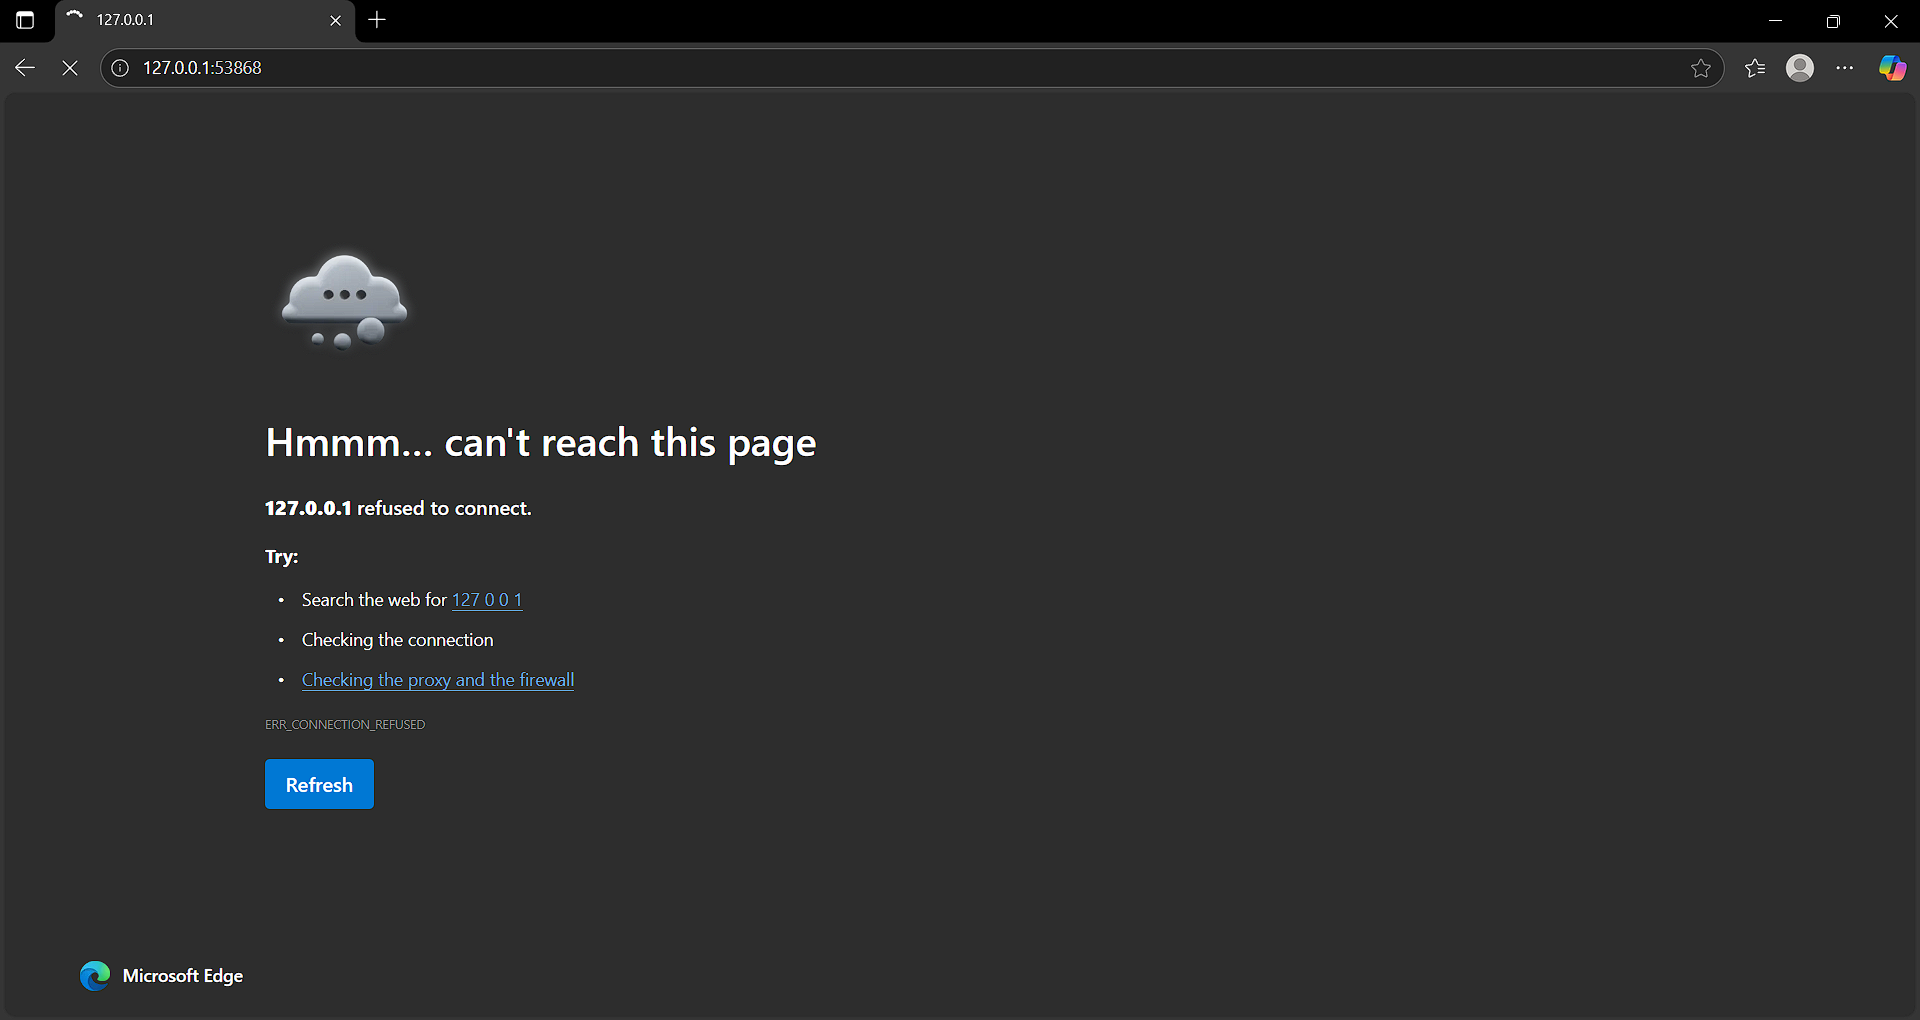 127.0.0.1
127.0.0.1:53868
Hmmm... can't reach this page
127.0.0.1 refused to connect.
Try:
• Search the web for 127 0 0 1
• Checking the connection
• Checking the proxy and the firewall
ERR_CONNECTION_REFUSED
Refresh
Microsoft Edge